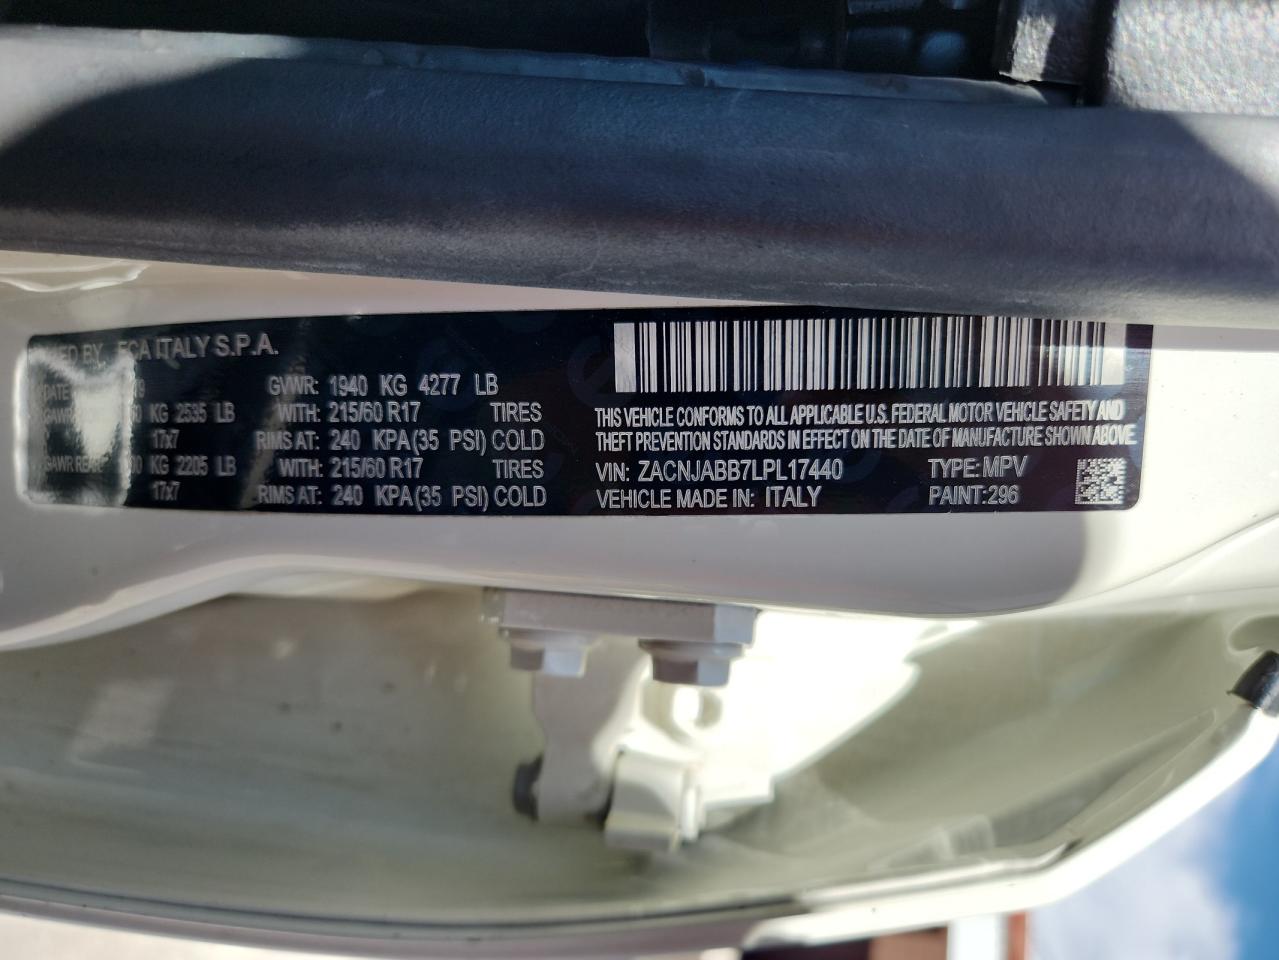 BY: FCA ITALY S.P.A.
GVWR: 1940 KG 4277 LB
KG 2535 LB WITH: 215/60 R17 TIRES
17x7 RIMS AT: 240 KPA(35 PSI) COLD
GAWR KG 2205 LB WITH: 215/60 R17 TIRES
17x7 RIMS AT: 240 KPA(35 PSI) COLD
THIS VEHICLE CONFORMS TO ALL APPLICABLE U.S. FEDERAL MOTOR VEHICLE SAFETY AND
THEFT PREVENTION STANDARDS IN EFFECT ON THE DATE OF MANUFACTURE SHOWN ABOVE
VIN: ZACNJABB7LPL17440 TYPE: MPV
VEHICLE MADE IN: ITALY PAINT:296